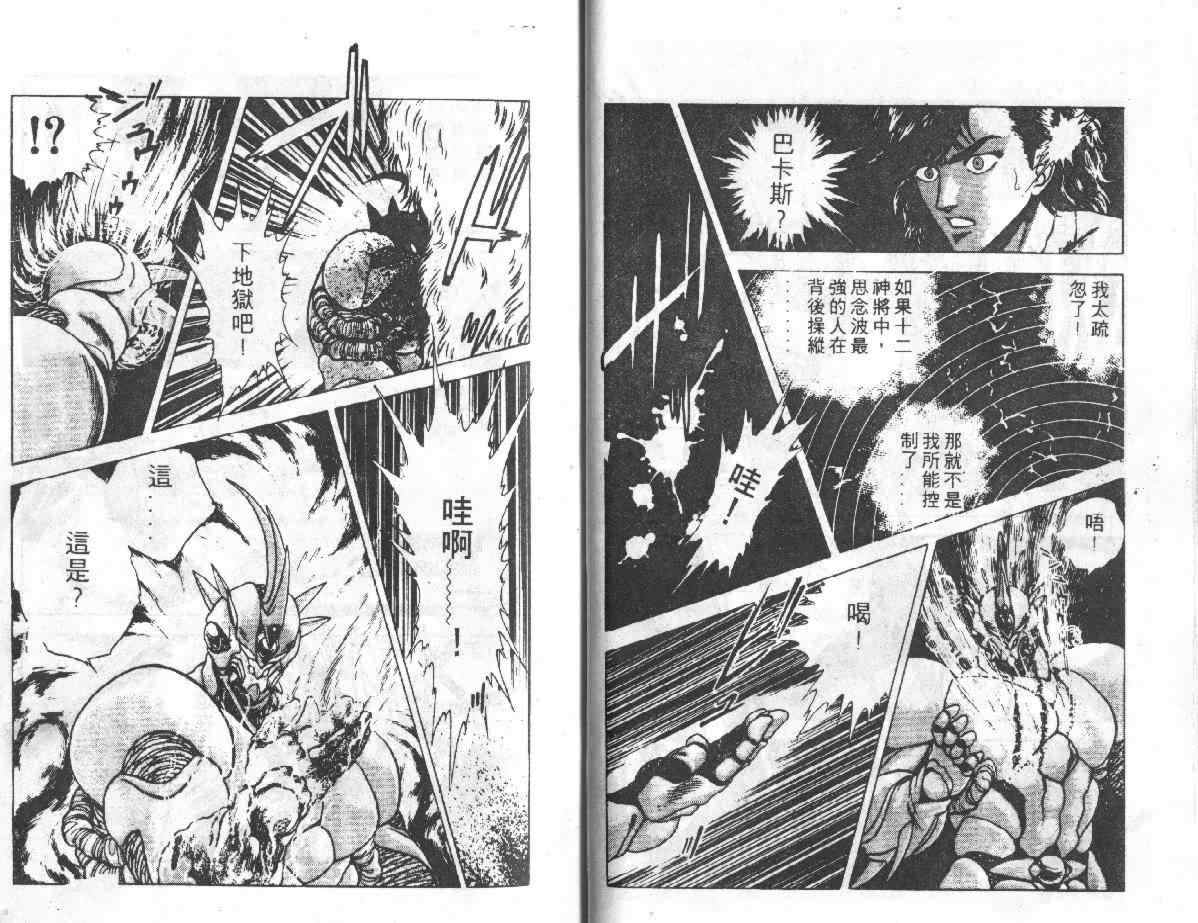 巴卡斯？
我太疏
忽了！
如果十二
神將中，
思念波最
強的人在
背後操縱
……
那就不是
我所能控
制了……
哇！
唔！
喝！
下地獄吧！
!?
哇啊～～！
這……
這是？